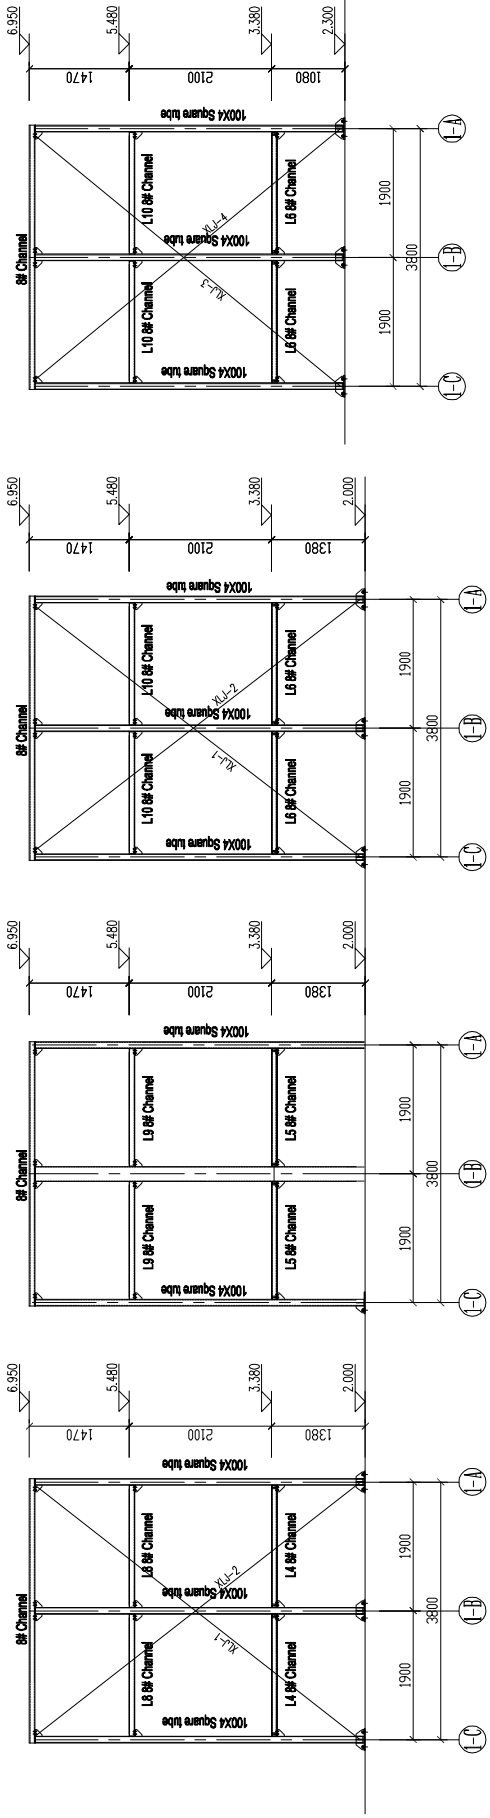 6.950
5.480
3.380
2.300
1470
2100
1080
100X4 Square tube
1-A
8# Channel
L10 8# Channel
L6 8# Channel
1900
100X4 Square tube
XLJ-4
XLJ-3
3800
1-B
L10 8# Channel
L6 8# Channel
1900
100X4 Square tube
1-C
6.950
5.480
3.380
2.000
1470
2100
1380
100X4 Square tube
1-A
8# Channel
L10 8# Channel
L6 8# Channel
1900
100X4 Square tube
XLJ-2
XLJ-1
3800
1-B
L10 8# Channel
L6 8# Channel
1900
100X4 Square tube
1-C
6.950
5.480
3.380
2.000
1470
2100
1380
100X4 Square tube
1-A
8# Channel
L9 8# Channel
L5 8# Channel
1900
3800
1-B
L9 8# Channel
L5 8# Channel
1900
100X4 Square tube
1-C
6.950
5.480
3.380
2.000
1470
2100
1380
100X4 Square tube
1-A
8# Channel
L8 8# Channel
L4 8# Channel
1900
100X4 Square tube
XLJ-2
XLJ-1
3800
1-B
L8 8# Channel
L4 8# Channel
1900
100X4 Square tube
1-C